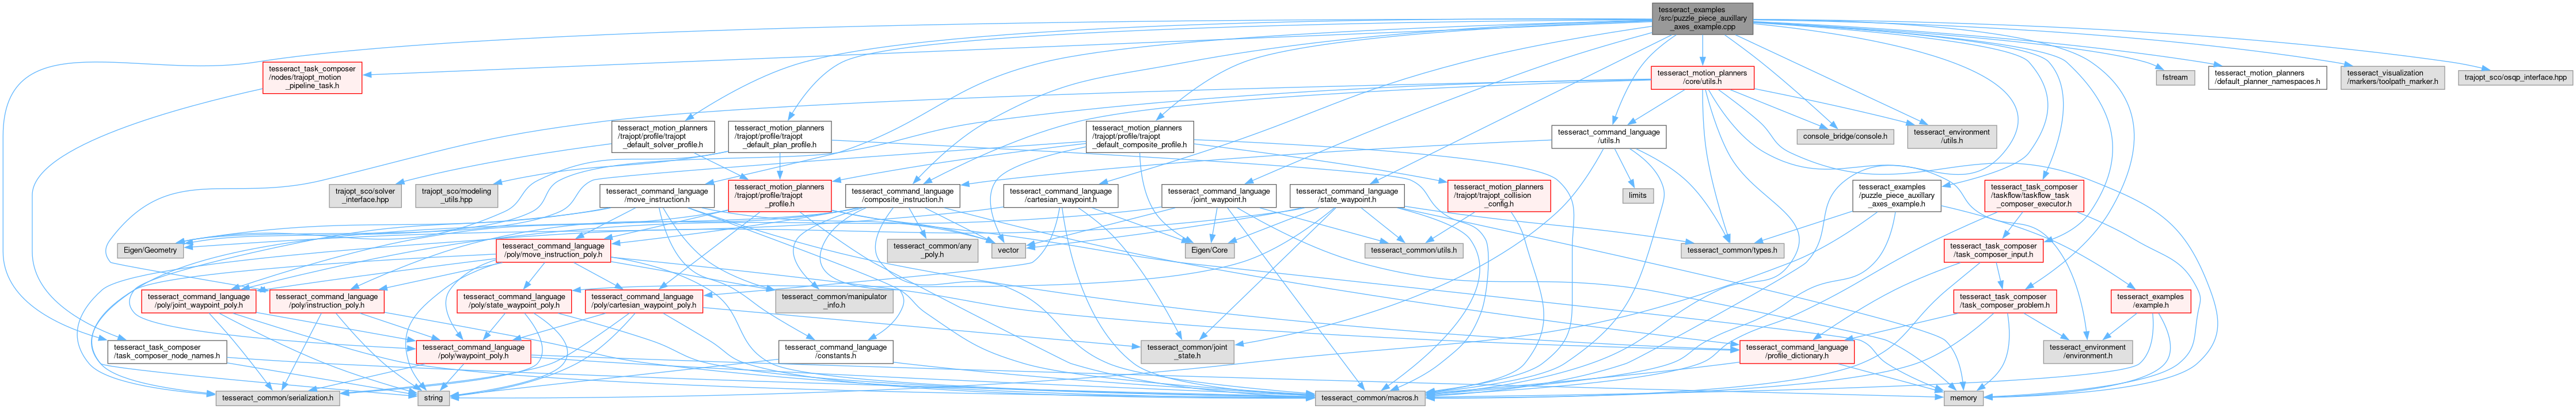 tesseract_examples
/src/puzzle_piece_auxillary
_axes_example.cpp
tesseract_task_composer
/nodes/trajopt_motion
_pipeline_task.h
tesseract_motion_planners
/core/utils.h
fstream
tesseract_motion_planners
/default_planner_namespaces.h
tesseract_visualization
/markers/toolpath_marker.h
trajopt_sco/osqp_interface.hpp
tesseract_motion_planners
/trajopt/profile/trajopt
_default_solver_profile.h
tesseract_motion_planners
/trajopt/profile/trajopt
_default_plan_profile.h
tesseract_motion_planners
/trajopt/profile/trajopt
_default_composite_profile.h
tesseract_command_language
/utils.h
console_bridge/console.h
tesseract_environment
/utils.h
trajopt_sco/solver
_interface.hpp
trajopt_sco/modeling
_utils.hpp
tesseract_command_language
/move_instruction.h
tesseract_motion_planners
/trajopt/profile/trajopt
_profile.h
tesseract_command_language
/composite_instruction.h
tesseract_command_language
/cartesian_waypoint.h
tesseract_command_language
/joint_waypoint.h
tesseract_command_language
/state_waypoint.h
tesseract_motion_planners
/trajopt/trajopt_collision
_config.h
limits
tesseract_examples
/puzzle_piece_auxillary
_axes_example.h
tesseract_task_composer
/taskflow/taskflow_task
_composer_executor.h
Eigen/Geometry
tesseract_command_language
/poly/move_instruction_poly.h
tesseract_common/any
_poly.h
vector
Eigen/Core
tesseract_common/utils.h
tesseract_common/types.h
tesseract_task_composer
/task_composer_input.h
tesseract_command_language
/poly/joint_waypoint_poly.h
tesseract_command_language
/poly/instruction_poly.h
tesseract_command_language
/poly/state_waypoint_poly.h
tesseract_command_language
/poly/cartesian_waypoint_poly.h
tesseract_common/manipulator
_info.h
tesseract_task_composer
/task_composer_problem.h
tesseract_examples
/example.h
tesseract_task_composer
/task_composer_node_names.h
tesseract_command_language
/poly/waypoint_poly.h
tesseract_command_language
/constants.h
tesseract_common/joint
_state.h
tesseract_command_language
/profile_dictionary.h
tesseract_environment
/environment.h
tesseract_common/serialization.h
string
tesseract_common/macros.h
memory